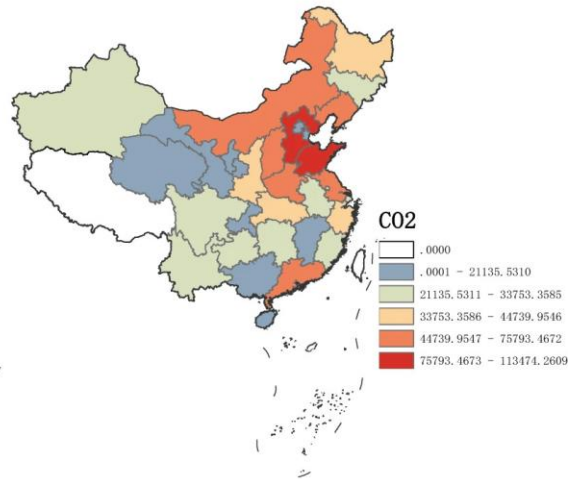 CO2
.0000
.0001 - 21135.5310
21135.5311 - 33753.3585
33753.3586 - 44739.9546
44739.9547 - 75793.4672
75793.4673 - 113474.2609